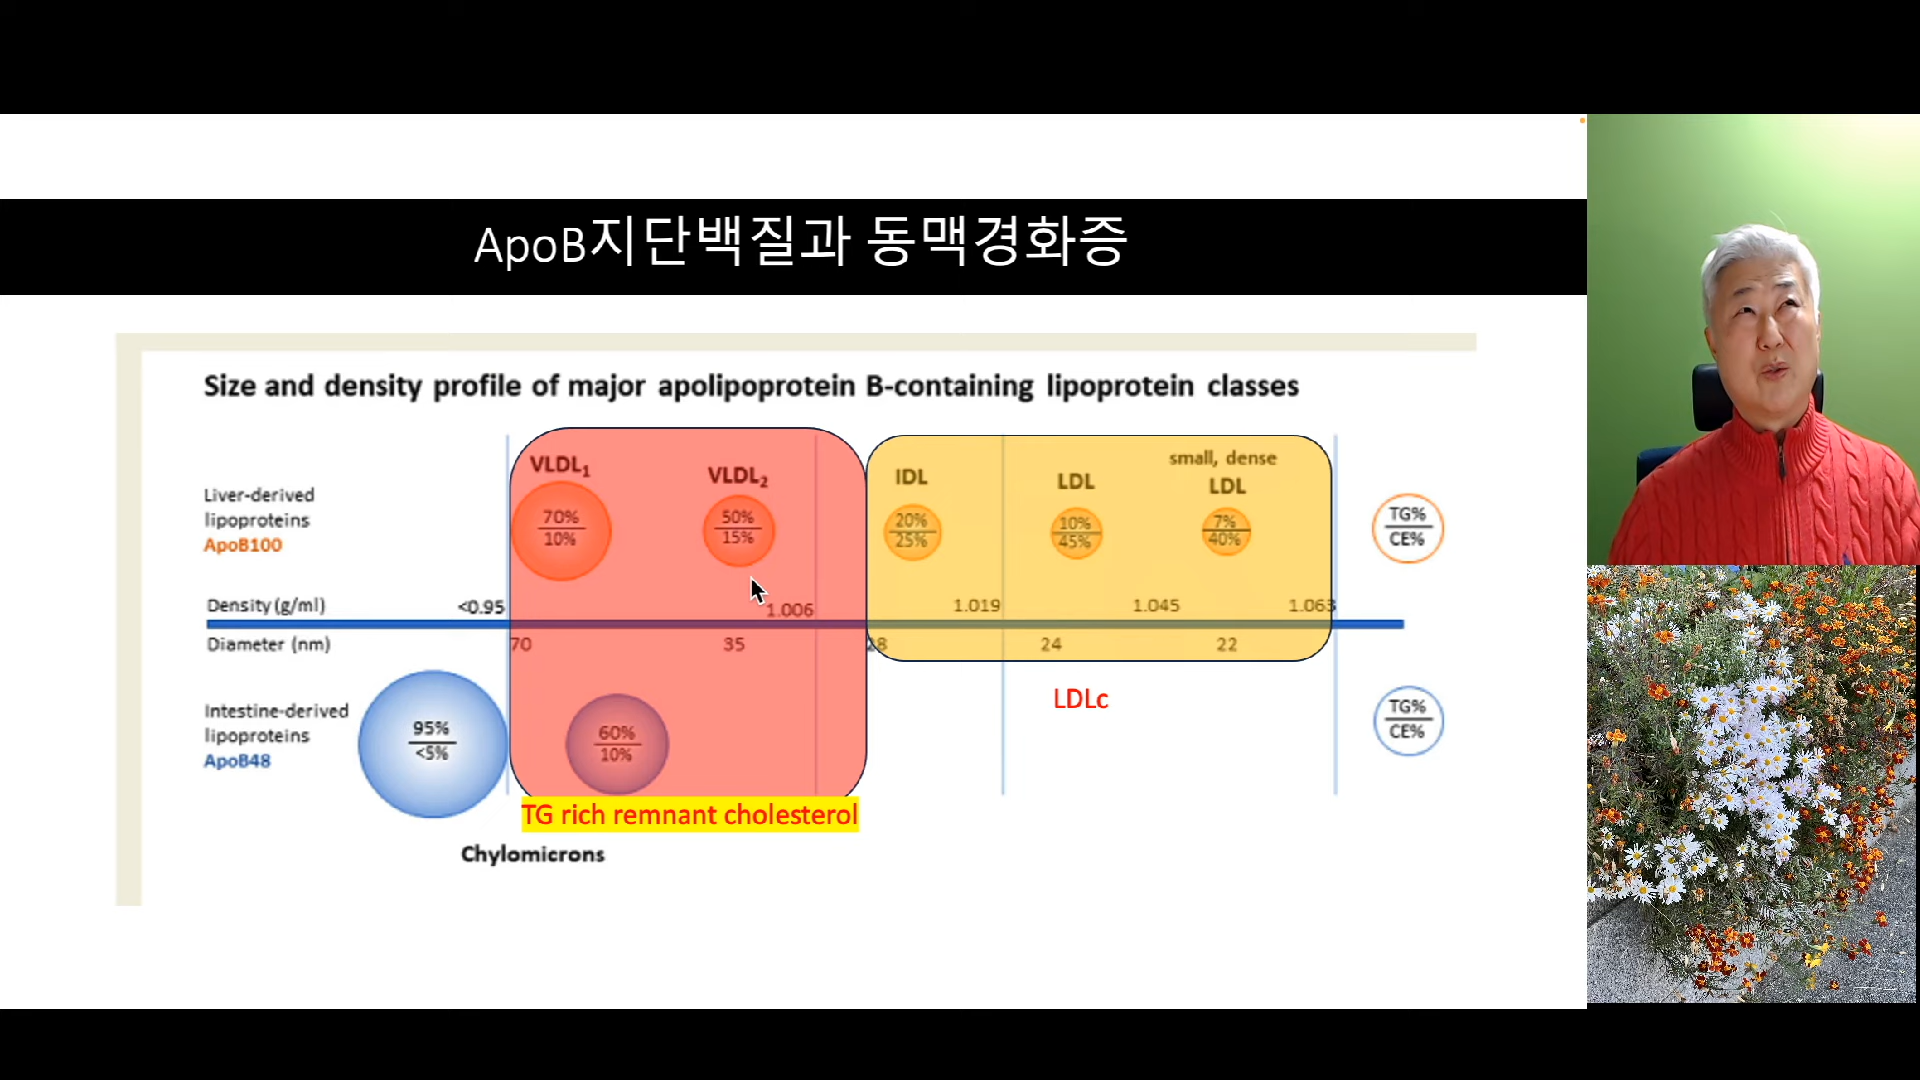 ApoB지단백질과 동맥경화증
Size and density profile of major apolipoprotein B-containing lipoprotein classes
VLDL₁
VLDL₂
IDL
LDL
small, dense
LDL
Liver-derived
lipoproteins
ApoB100
70%
10%
50%
15%
20%
25%
10%
45%
7%
40%
TG%
CE%
Density (g/ml)
<0.95
1.006
1.019
1.045
1.063
Diameter (nm)
70
35
28
24
22
LDLc
Intestine-derived
lipoproteins
ApoB48
95%
<5%
60%
10%
TG%
CE%
TG rich remnant cholesterol
Chylomicrons